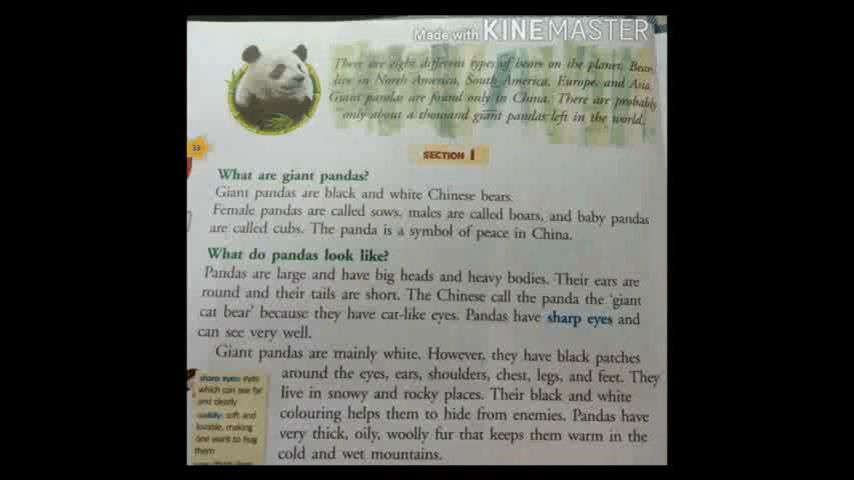 Made with KINEMASTER
There are eight different types of bears on the planet. Bears
live in North America, South America, Europe, and Asia.
Giant pandas are found only in China. There are probably
only about a thousand giant pandas left in the world.
33
SECTION I
What are giant pandas?
Giant pandas are black and white Chinese bears.
Female pandas are called sows, males are called boars, and baby pandas
are called cubs. The panda is a symbol of peace in China.
What do pandas look like?
Pandas are large and have big heads and heavy bodies. Their ears are
round and their tails are short. The Chinese call the panda the 'giant
cat bear' because they have cat-like eyes. Pandas have sharp eyes and
can see very well.
Giant pandas are mainly white. However, they have black patches
around the eyes, ears, shoulders, chest, legs, and feet. They
live in snowy and rocky places. Their black and white
colouring helps them to hide from enemies. Pandas have
very thick, oily, woolly fur that keeps them warm in the
cold and wet mountains.
sharp eyes: eyes
which can see far
and clearly
cuddly: soft and
lovable, making
one want to hug
them